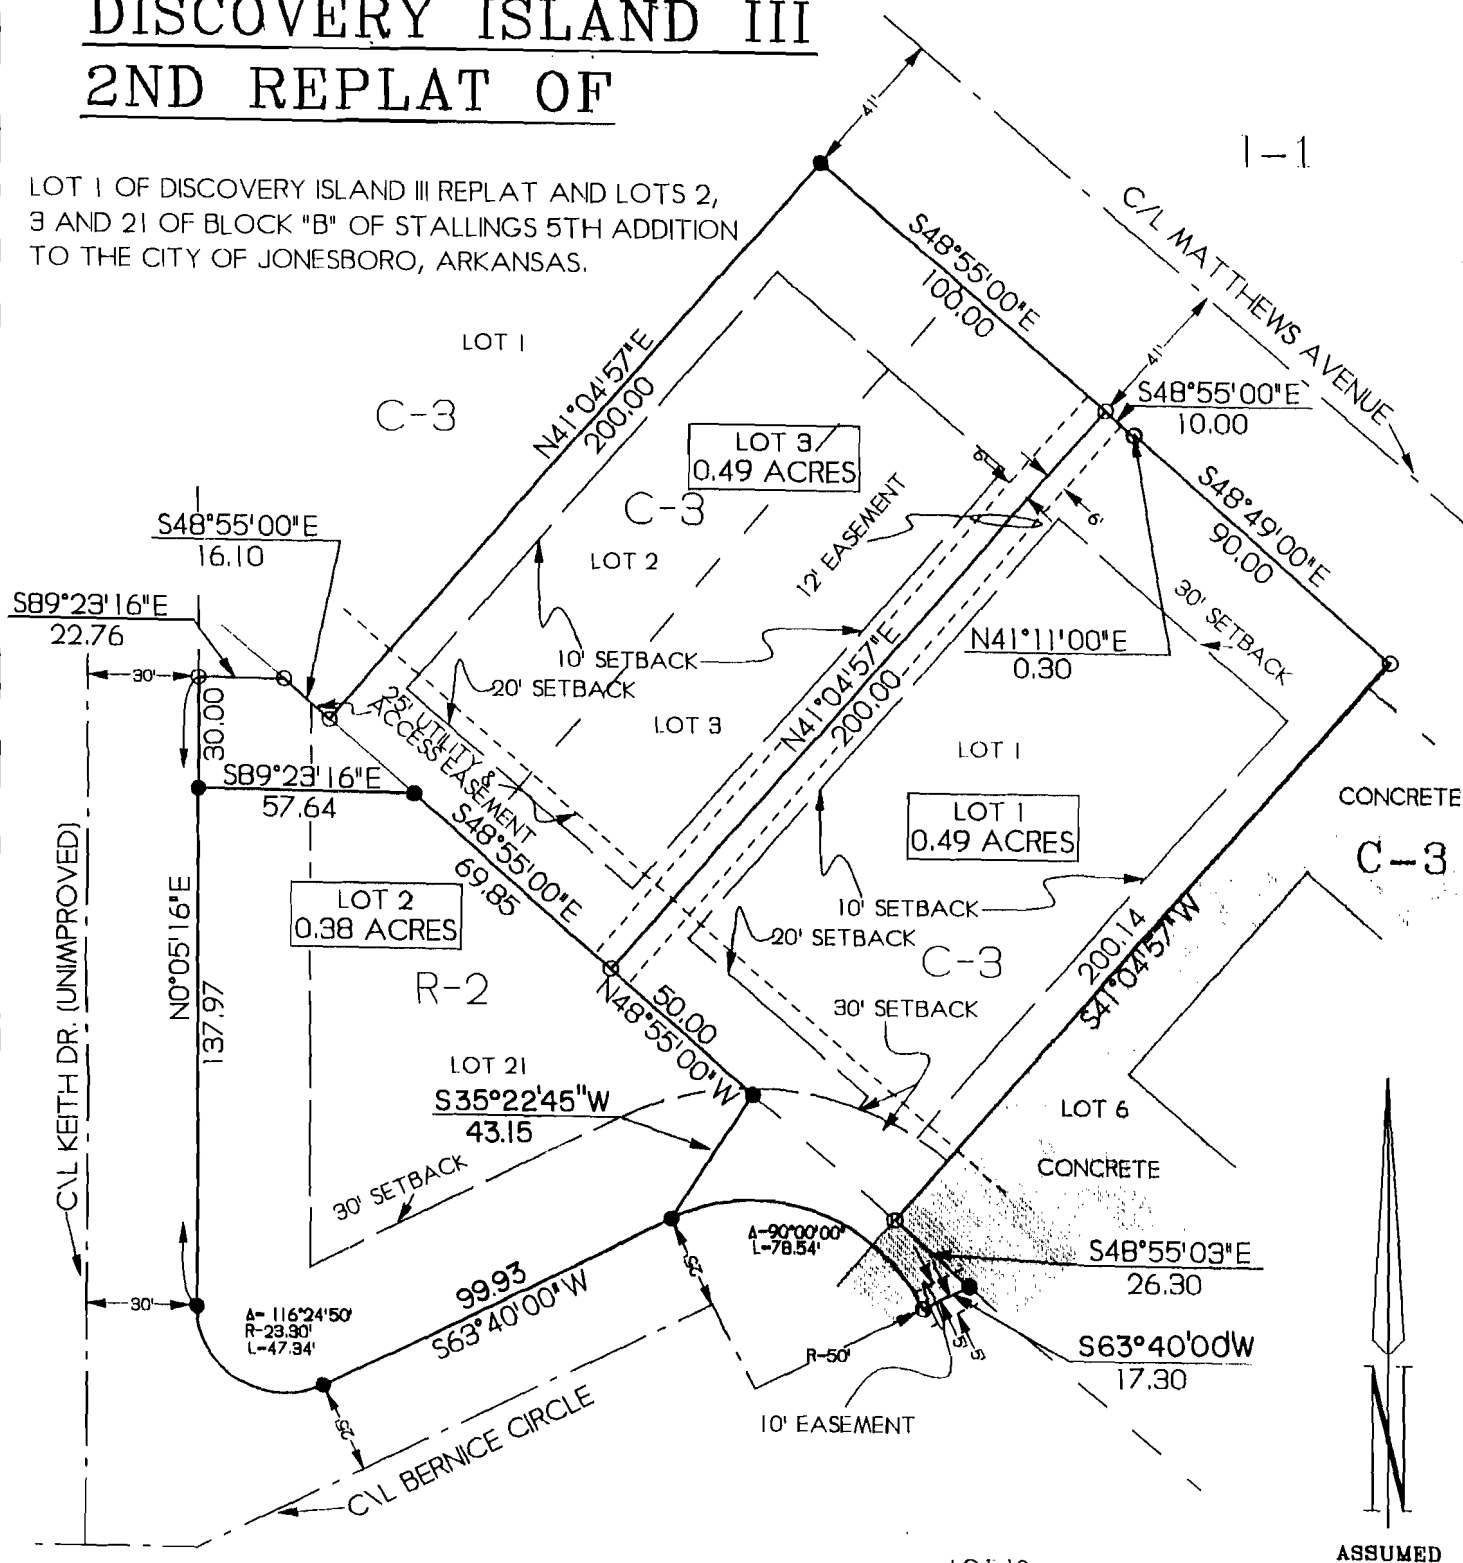 DISCOVERY ISLAND III
2ND REPLAT OF
LOT 1 OF DISCOVERY ISLAND III REPLAT AND LOTS 2,
3 AND 21 OF BLOCK "B" OF STALLINGS 5TH ADDITION
TO THE CITY OF JONESBORO, ARKANSAS.
I-1
41'
C/L MATTHEWS AVENUE
S48°55'00"E
100.00
41'
S48°55'00"E
10.00
LOT 1
C-3
N41°04'57"E
200.00
LOT 3
0.49 ACRES
C-3
6'
6'
12' EASEMENT
S48°49'00"E
90.00
S48°55'00"E
16.10
LOT 2
S89°23'16"E
22.76
30'
30.00
10' SETBACK
20' SETBACK
N41°11'00"E
0.30
30' SETBACK
25' UTILITY &
ACCESS EASEMENT
LOT 3
N41°04'57"E
200.00
LOT 1
S89°23'16"E
57.64
CONCRETE
C-3
LOT 1
0.49 ACRES
S48°55'00"E
69.85
LOT 2
0.38 ACRES
R-2
N0°05'16"E
137.97
C\L KEITH DR. (UNIMPROVED)
10' SETBACK
20' SETBACK
C-3
200.14
S41°04'57"W
50.00
N48°55'00"W
30' SETBACK
LOT 21
S35°22'45"W
43.15
LOT 6
CONCRETE
30' SETBACK
Δ-90°00'00"
L-78.54'
S48°55'03"E
26.30
25'
99.93
S63°40'00"W
30'
Δ- 116°24'50"
R-23.30'
L-47.34'
R-50'
5'
5'
S63°40'00W
17.30
10' EASEMENT
25'
C\L BERNICE CIRCLE
N
ASSUMED